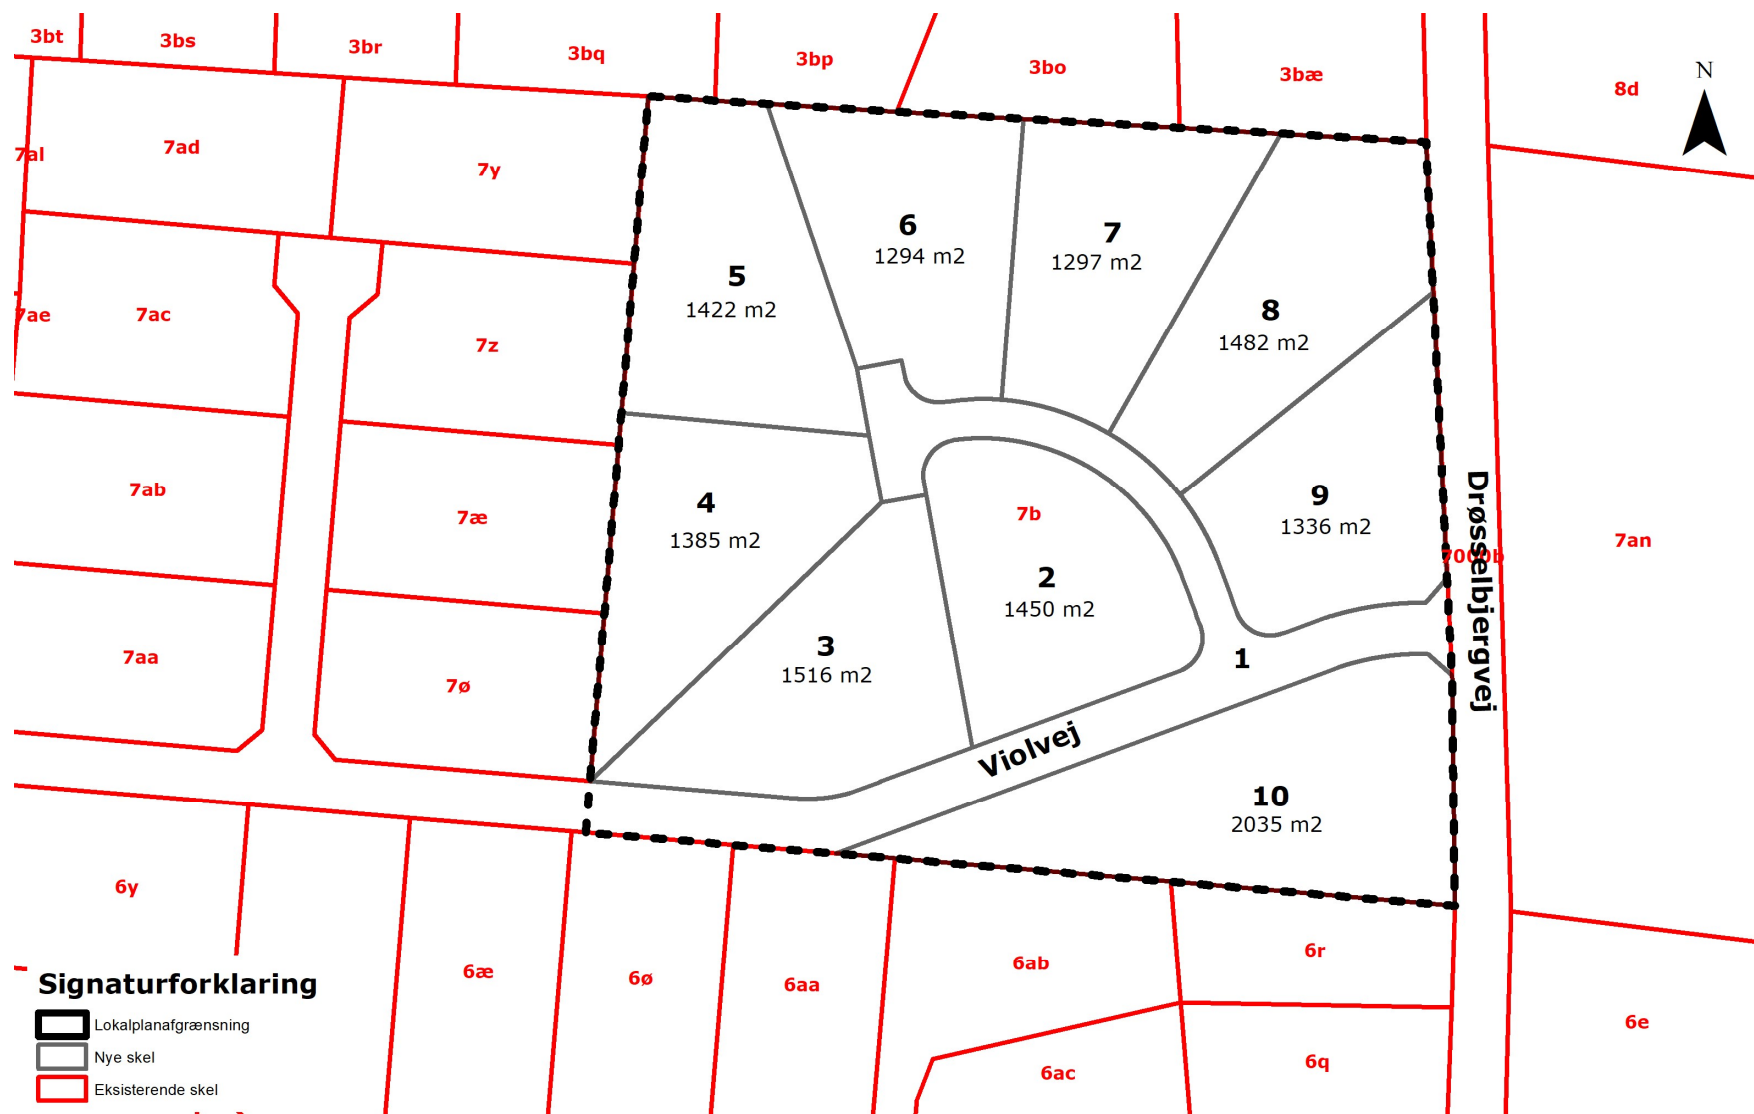 3bt
3bs
3br
3bq
3bp
3bo
3bæ
8d
N
7al
7ad
7y
7ae
7ac
7z
5
1422 m2
6
1294 m2
7
1297 m2
8
1482 m2
7ab
7æ
4
1385 m2
7b
2
1450 m2
9
1336 m2
7000b
Drøsselbjergvej
7an
7aa
7ø
3
1516 m2
1
Violvej
10
2035 m2
6y
6æ
6ø
6aa
6ab
6r
6ac
6q
6e
Signaturforklaring
Lokalplanafgrænsning
Nye skel
Eksisterende skel